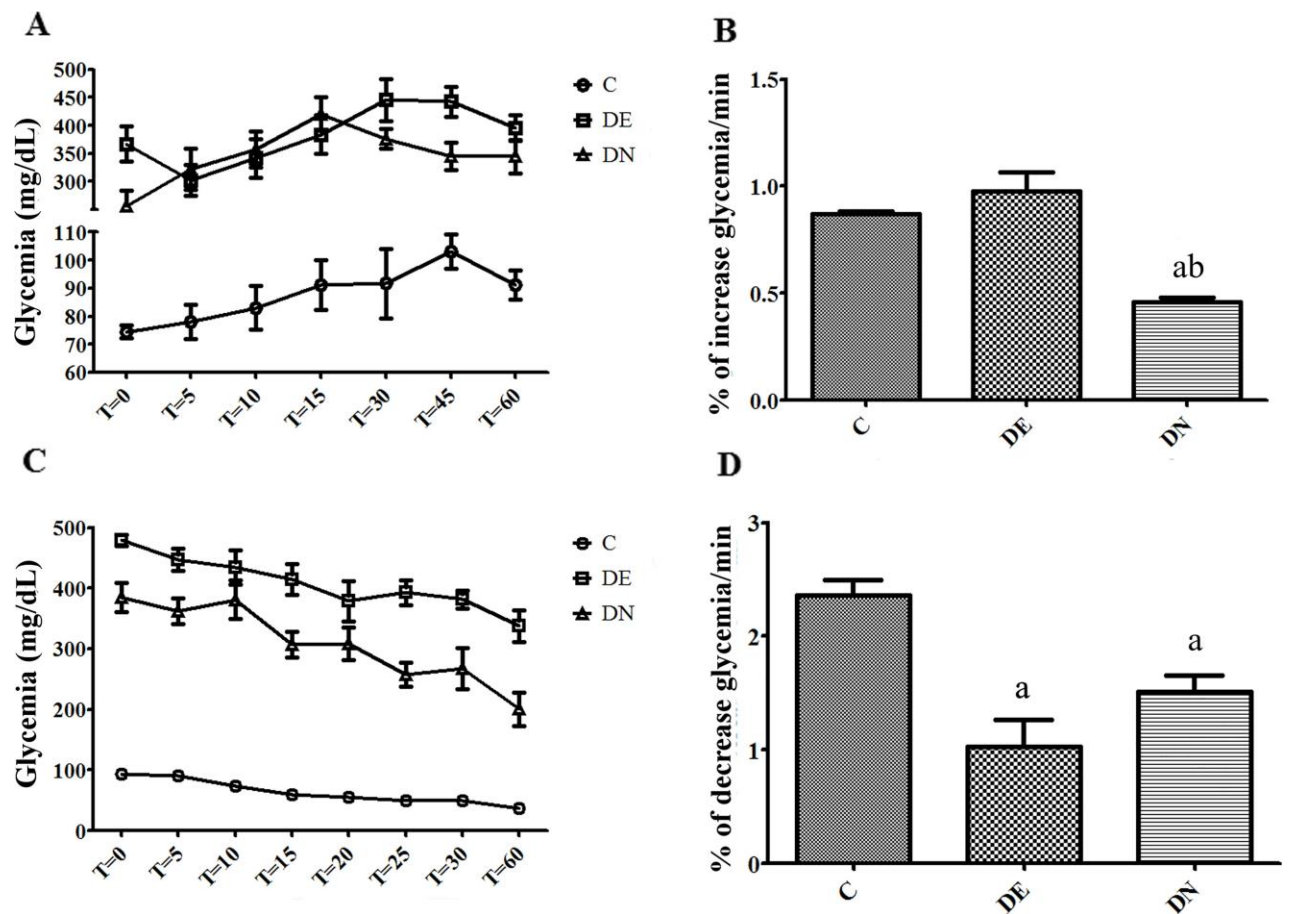 A
Glycemia (mg/dL)
500
450
400
350
300
110
100
90
80
70
60
T=0
T=5
T=10
T=15
T=30
T=45
T=60
C
DE
DN
B
% of increase glycemia/min
1.5
1.0
0.5
0.0
ab
C
DE
DN
C
Glycemia (mg/dL)
500
400
300
200
100
0
T=0
T=5
T=10
T=15
T=20
T=25
T=30
T=60
C
DE
DN
D
% of decrease glycemia/min
3
2
1
0
a
a
C
DE
DN